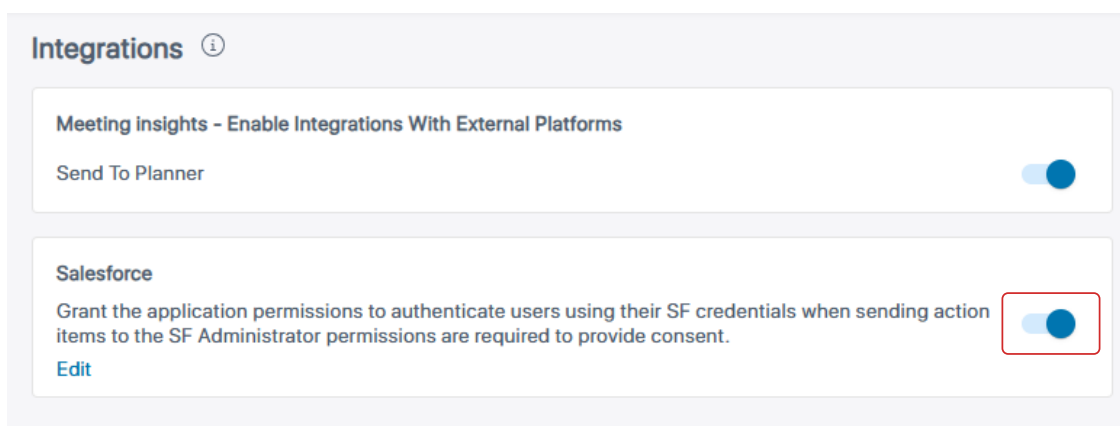 Integrations
Meeting insights - Enable Integrations With External Platforms
Send To Planner
Salesforce
Grant the application permissions to authenticate users using their SF credentials when sending action
items to the SF Administrator permissions are required to provide consent.
Edit